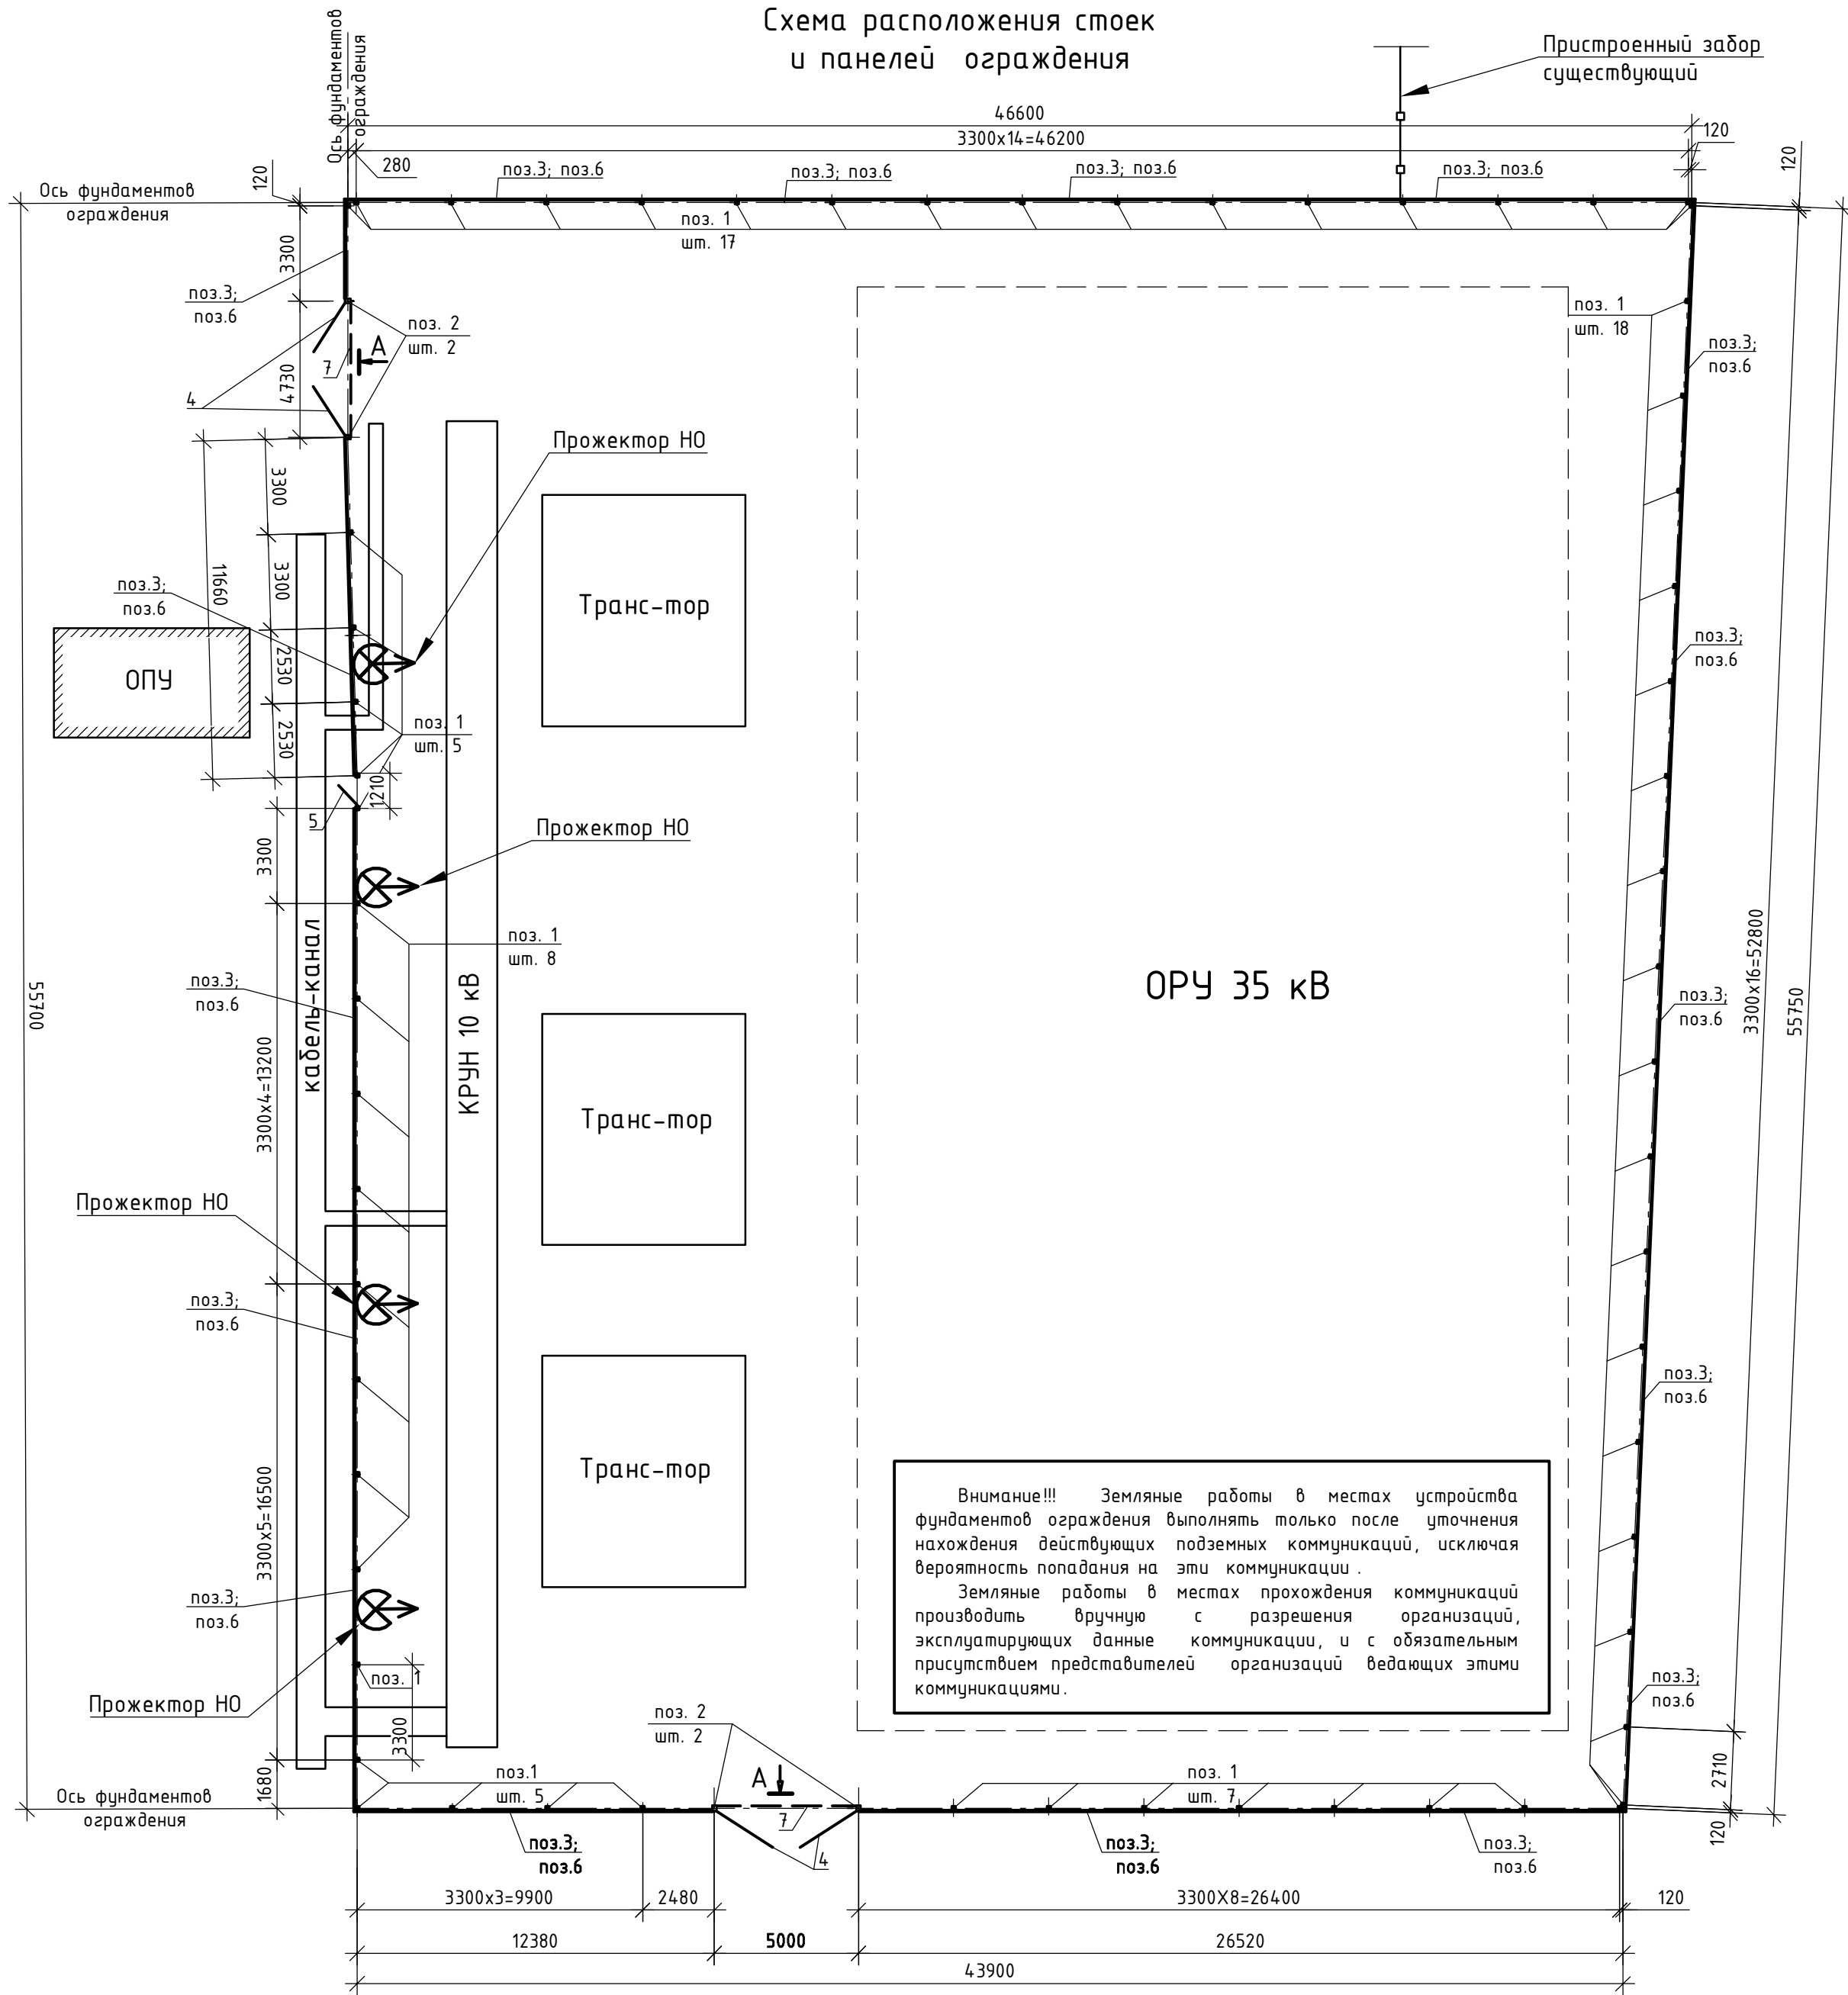 Схема расположения стоек
и панелей ограждения
Ось фундаментов
ограждения
Пристроенный забор
существующий
46600
3300х14=46200
120
280
120
120
поз.3; поз.6
поз.3; поз.6
поз.3; поз.6
поз.3; поз.6
Ось фундаментов
ограждения
поз. 1
шт. 17
3300
поз.3;
поз.6
поз. 2
шт. 2
А
7
4730
4
поз. 1
шт. 18
поз.3;
поз.6
Прожектор НО
3300
3300
11660
2530
2530
поз.3;
поз.6
ОПУ
Транс-тор
поз.3;
поз.6
поз. 1
шт. 5
1210
5
Прожектор НО
3300
поз. 1
шт. 8
кабель-канал
КРУН 10 кВ
ОРУ 35 кВ
поз.3;
поз.6
55700
3300х4=13200
поз.3;
поз.6
3300х16=52800
55750
Транс-тор
Прожектор НО
поз.3;
поз.6
поз.3;
поз.6
Транс-тор
3300х5=16500
Внимание!!! Земляные работы в местах устройства
фундаментов ограждения выполнять только после уточнения
нахождения действующих подземных коммуникаций, исключая
вероятность попадания на эти коммуникации .
Земляные работы в местах прохождения коммуникаций
производить вручную с разрешения организаций,
эксплуатирующих данные коммуникации, и с обязательным
присутствием представителей организаций ведающих этими
коммуникациями.
поз.3;
поз.6
поз. 1
Прожектор НО
3300
поз.3;
поз.6
поз. 2
шт. 2
1680
2710
120
Ось фундаментов
ограждения
поз.1
шт. 5
А
7
4
поз. 1
шт. 7
поз.3;
поз.6
поз.3;
поз.6
поз.3;
поз.6
3300х3=9900
2480
3300Х8=26400
120
12380
5000
26520
43900